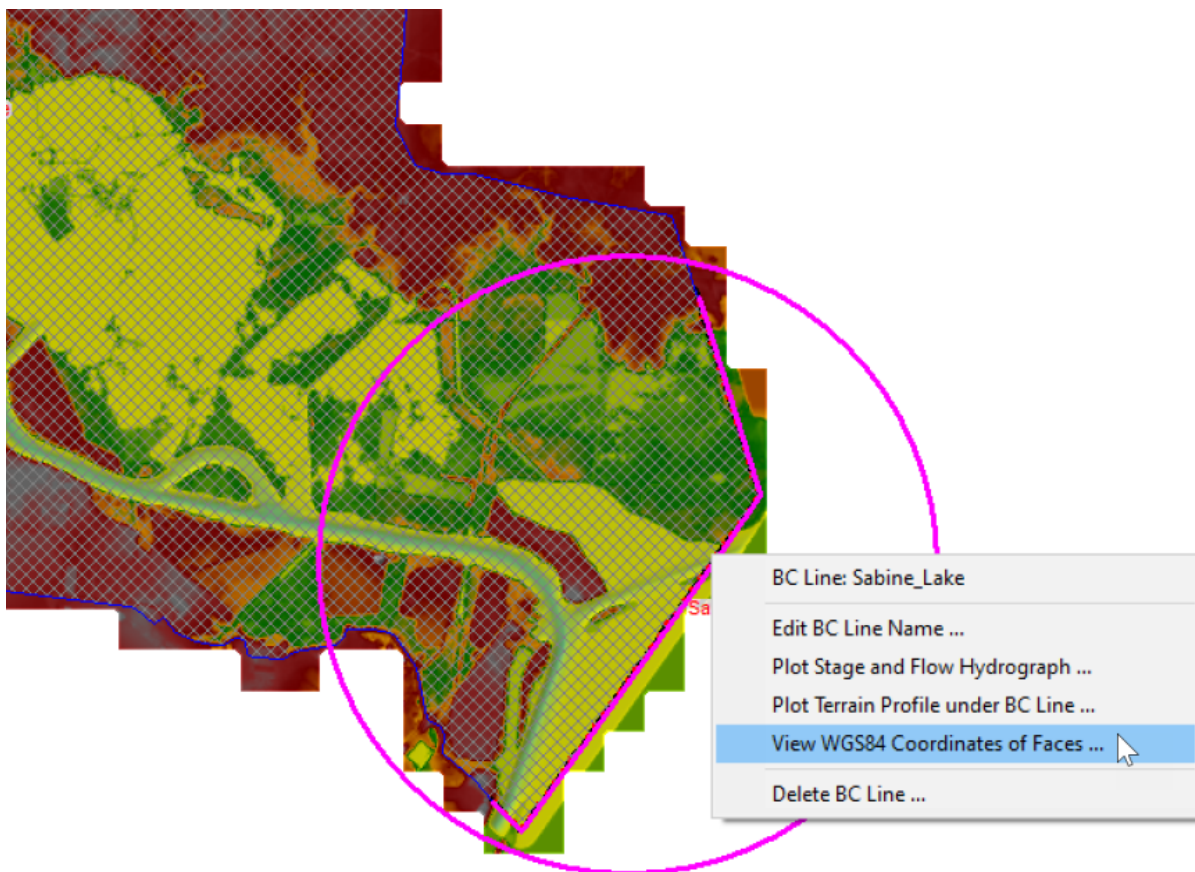 BC Line: Sabine_Lake
Edit BC Line Name ...
Sa
Plot Stage and Flow Hydrograph ...
Plot Terrain Profile under BC Line ...
View WGS84 Coordinates of Faces ...
Delete BC Line ...